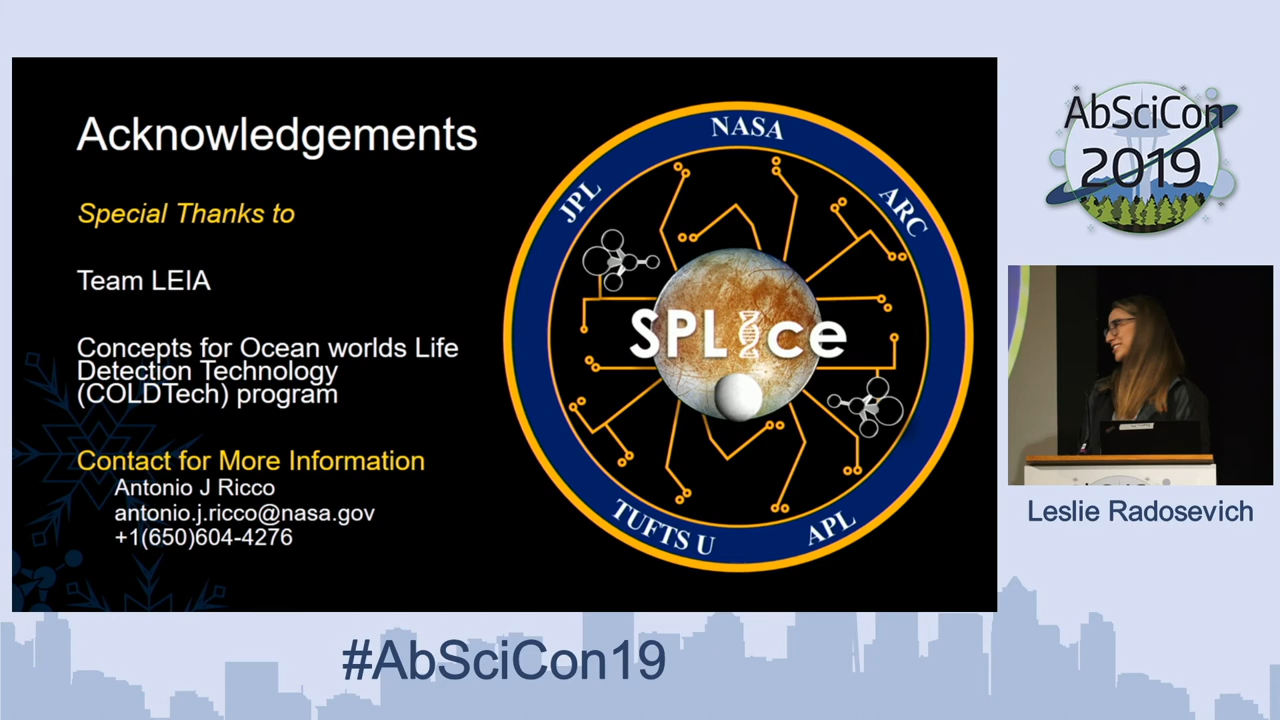 Acknowledgements
Special Thanks to
Team LEIA
Concepts for Ocean worlds Life
Detection Technology
(COLDTech) program
Contact for More Information
Antonio J Ricco
antonio.j.ricco@nasa.gov
+1(650)604-4276
NASA
JPL
ARC
SPLice
TUFTS U
APL
AbSciCon
2019
Leslie Radosevich
#AbSciCon19